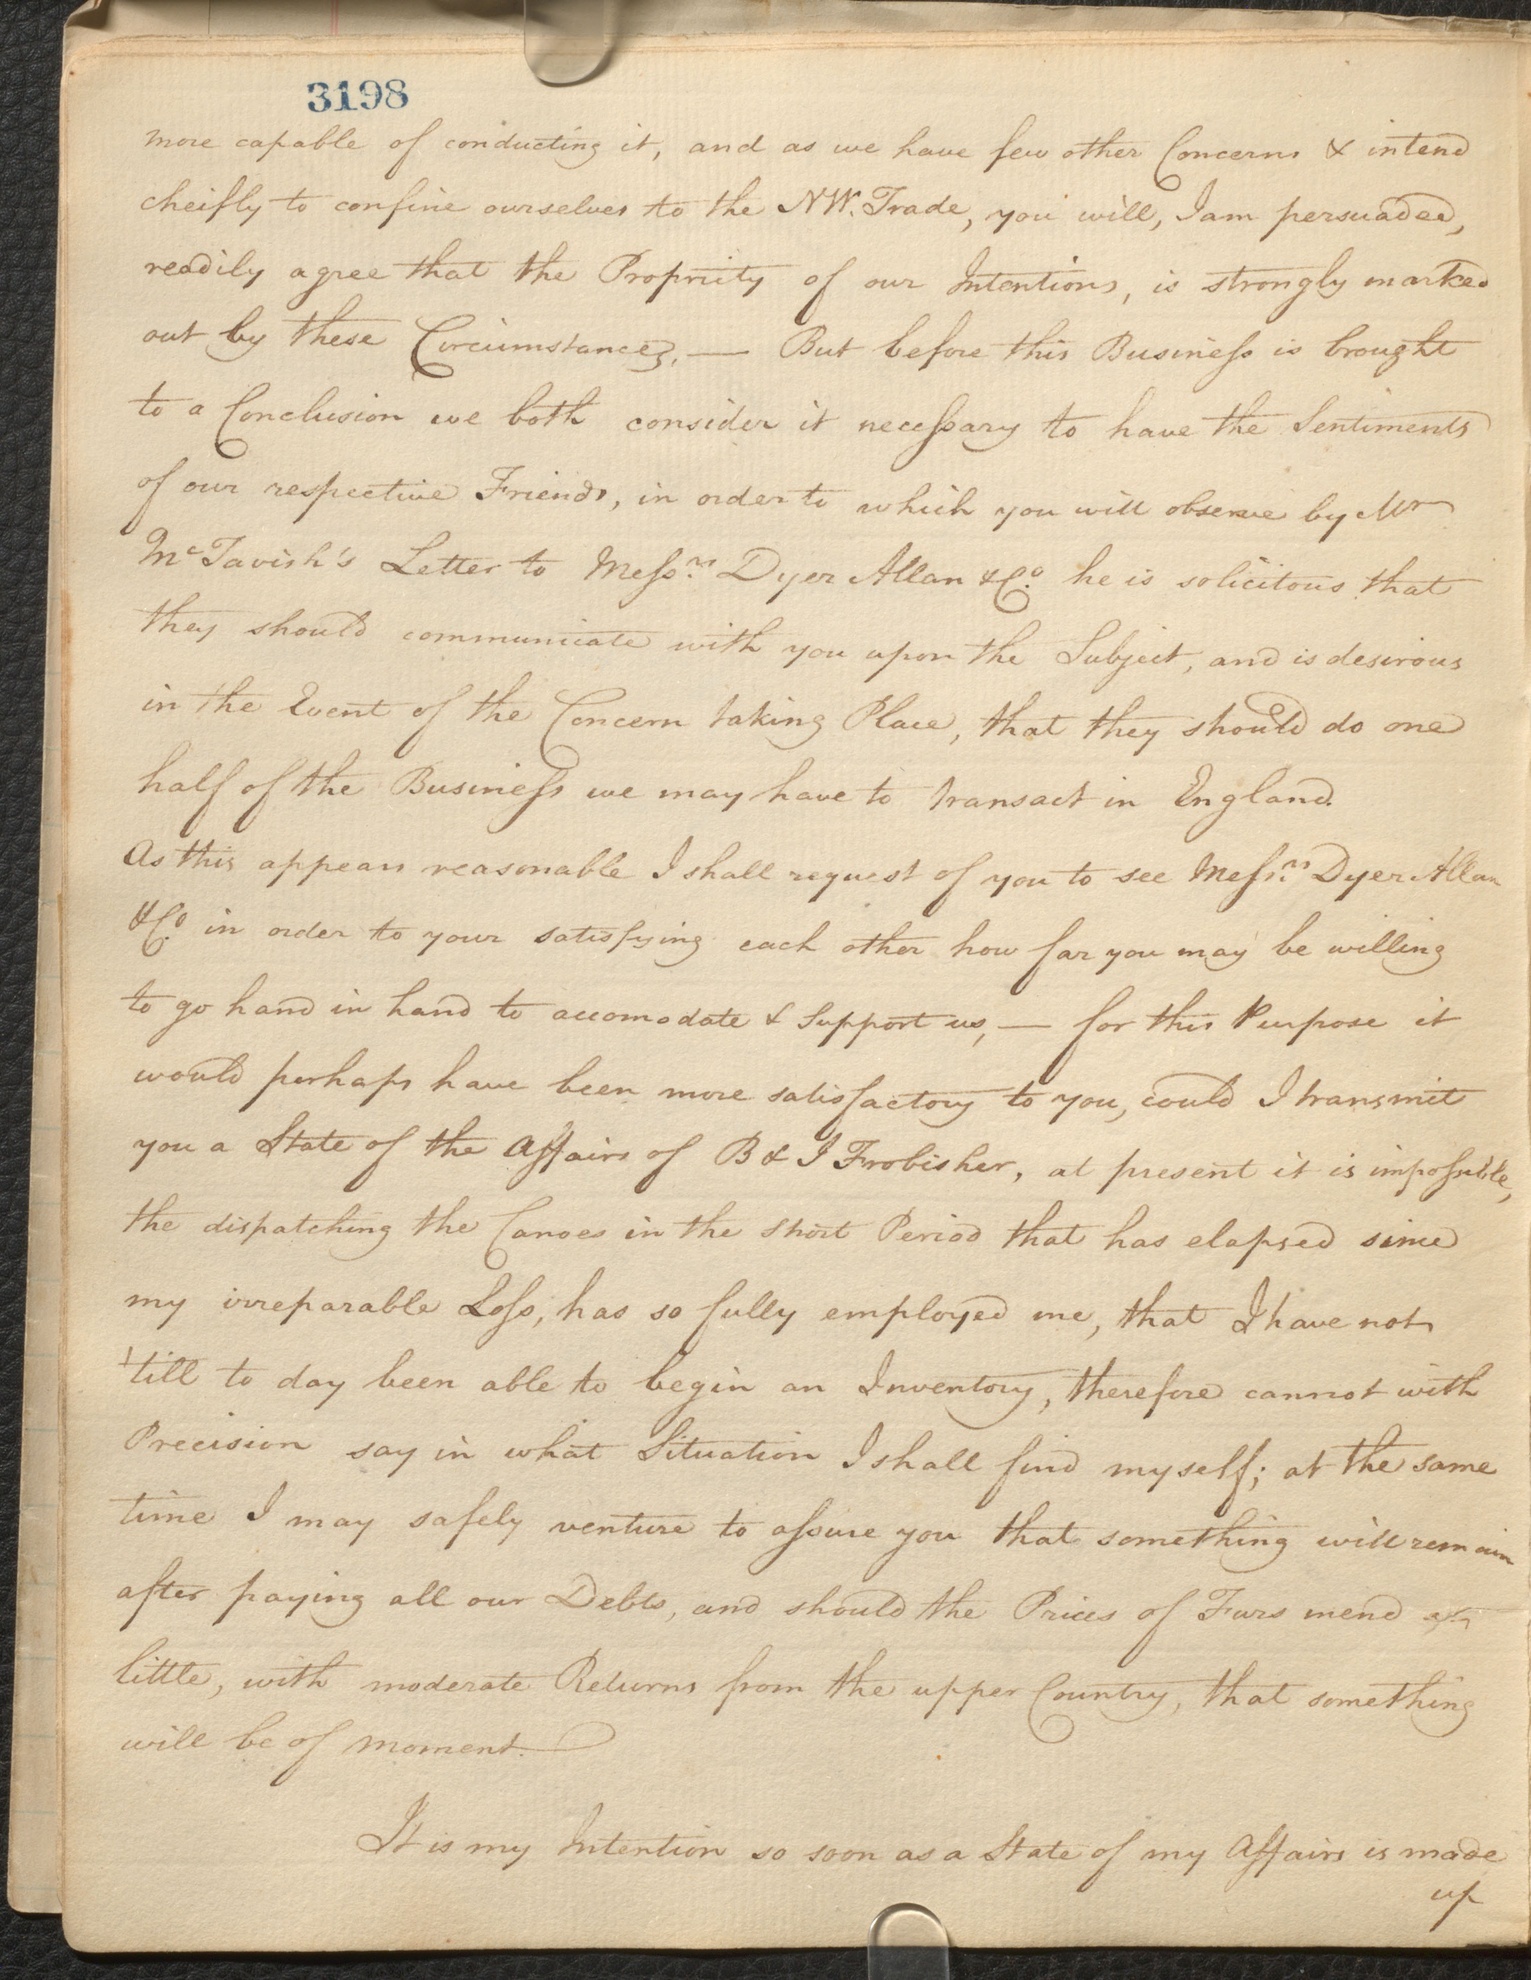 3198
more capable of conducting it, and as we have few other Concerns & intend
cheifly to confine ourselves to the NW. Trade, you will, I am persuaded,
readily agree that the Propriety of our Intentions, is strongly marked
out by these Circumstances, — But before this Business is brought
to a Conclusion we both consider it necessary to have the Sentiments
of our respective Friends, in order to which you will observe by Mr
McTavish's Letter to Messrs. Dyer Allan & Co. he is solicitous that
they should communicate with you upon the Subject, and is desirous
in the Event of the Concern taking Place, that they should do one
half of the Business we may have to transact in England.
As this appears reasonable I shall request of you to see Messrs. Dyer Allan
& Co. in order to your satisfying each other how far you may be willing
to go hand in hand to accomodate & Support us, — for this Purpose it
would perhaps have been more satisfactory to you, could I transmit
you a State of the Affairs of B & J Frobisher, at present it is impossible,
the dispatching the Canoes in the short Period that has elapsed since
my irreparable Loss, has so fully employed me, that I have not
'till to day been able to begin an Inventory, therefore cannot with
Precision say in what Situation I shall find myself; at the same
time I may safely venture to assure you that something will remain
after paying all our Debts, and should the Prices of Furs mend a
little, with moderate Returns from the upper Country, that something
will be of moment.
It is my Intention so soon as a State of my Affairs is made
up